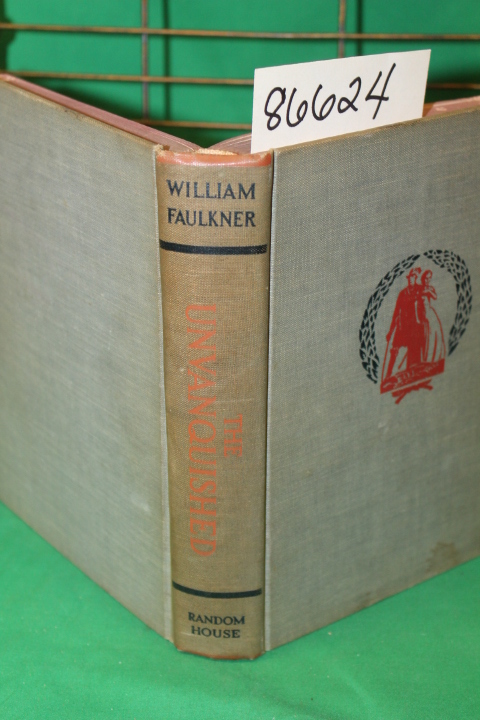 86624
WILLIAM
FAULKNER
THE
UNVANQUISHED
RANDOM
HOUSE